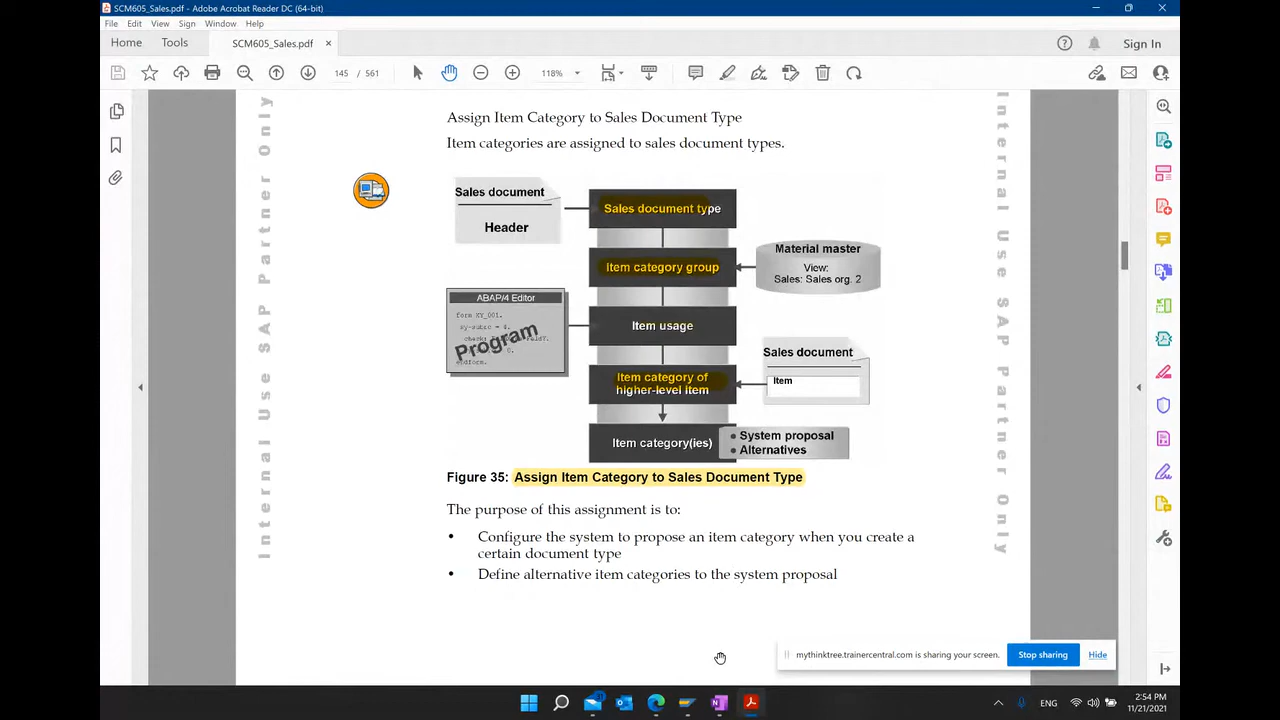 SCM605_Sales.pdf - Adobe Acrobat Reader DC (64-bit)
File Edit View Sign Window Help
Home Tools SCM605_Sales.pdf × Sign In
145 / 561 118%
Assign Item Category to Sales Document Type
Item categories are assigned to sales document types.
Sales document
Header
Sales document type
Material master
View:
Sales: Sales org. 2
Item category group
ABAP/4 Editor
form XY_001.
Program
Item usage
Sales document
Item
Item category of
higher-level item
Item category(ies)
• System proposal
• Alternatives
Figure 35: Assign Item Category to Sales Document Type
The purpose of this assignment is to:
• Configure the system to propose an item category when you create a
certain document type
• Define alternative item categories to the system proposal
Internal Use SAP Partner Only
Internal Use SAP Partner Only
mythinktree.trainercentral.com is sharing your screen. Stop sharing Hide
ENG 2:54 PM
11/21/2021